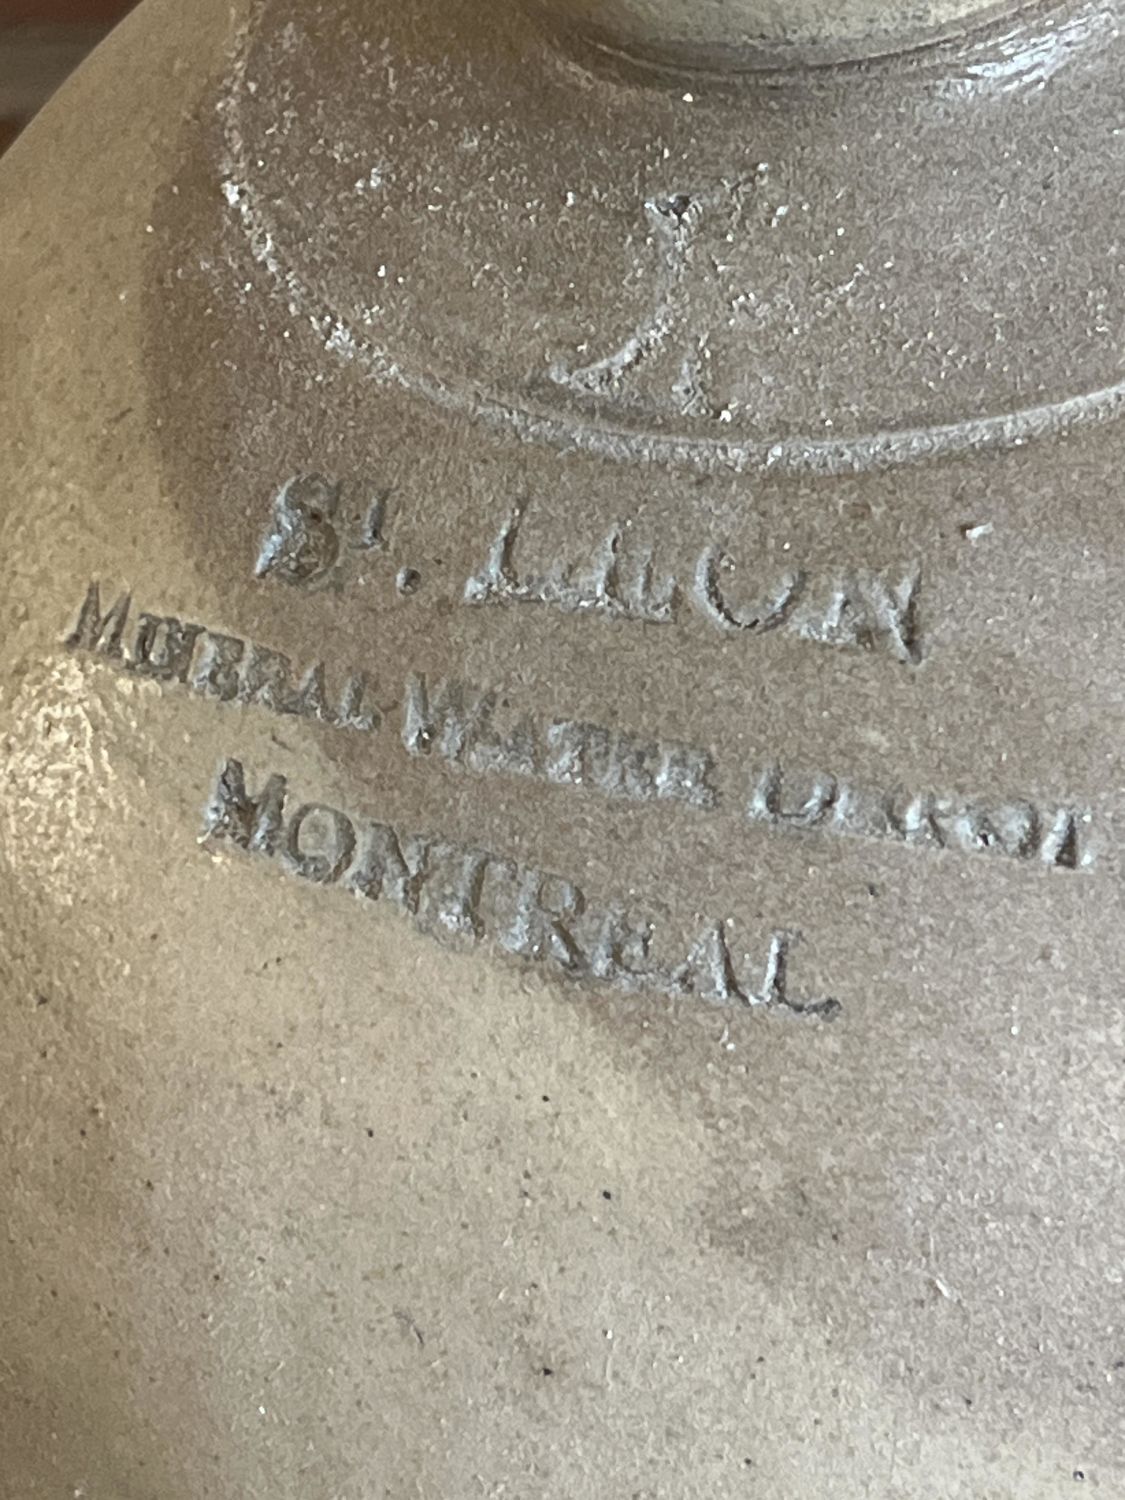 St. LEON
MINERAL WATER DEPOT
MONTREAL